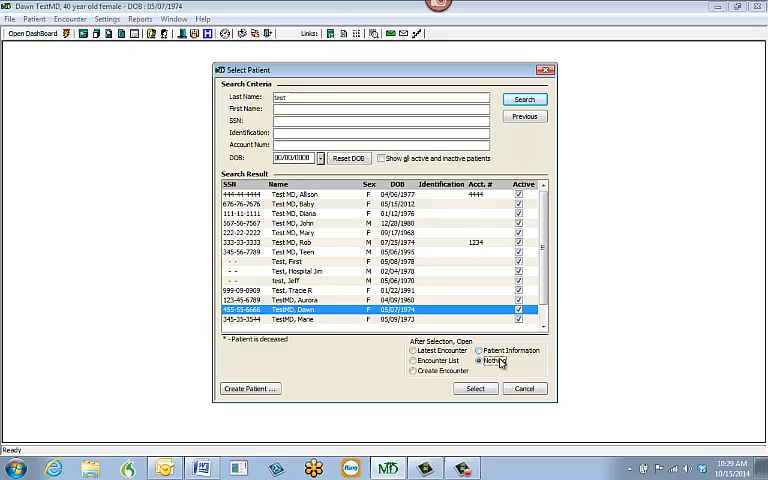 Dawn TestMD, 40 year old female - DOB : 05/07/1974
File Patient Encounter Settings Reports Window Help
Open DashBoard Links:
Select Patient
Search Criteria
Last Name: test Search
First Name:
SSN: Previous
Identification:
Account Num:
DOB: 00/00/0000 Reset DOB Show all active and inactive patients
Search Result
SSN Name Sex DOB Identification Acct. # Active
444-44-4444 Test MD, Allison F 04/06/1977 4444
676-76-7676 Test MD, Baby F 05/15/2012
111-11-1111 Test MD, Diana F 01/12/1976
567-56-7567 Test MD, John M 12/28/1980
222-22-2222 Test MD, Mary F 09/17/1968
333-33-3333 Test MD, Rob M 07/25/1974 1234
345-56-7789 Test MD, Teen M 05/06/1995
- - Test, First F 05/08/1978
- - Test, Hospital Jim M 02/04/1978
- - test, Jeff M 05/06/1970
999-09-0909 Test, Tracie R F 01/22/1991
123-45-6789 TestMD, Aurora F 04/09/1960
455-55-6666 TestMD, Dawn F 05/07/1974
345-35-3544 TestMD, Marie F 05/09/1973
* - Patient is deceased
After Selection, Open
Latest Encounter Patient Information
Encounter List Nothing
Create Encounter
Create Patient ... Select Cancel
Ready
10:29 AM
10/15/2014